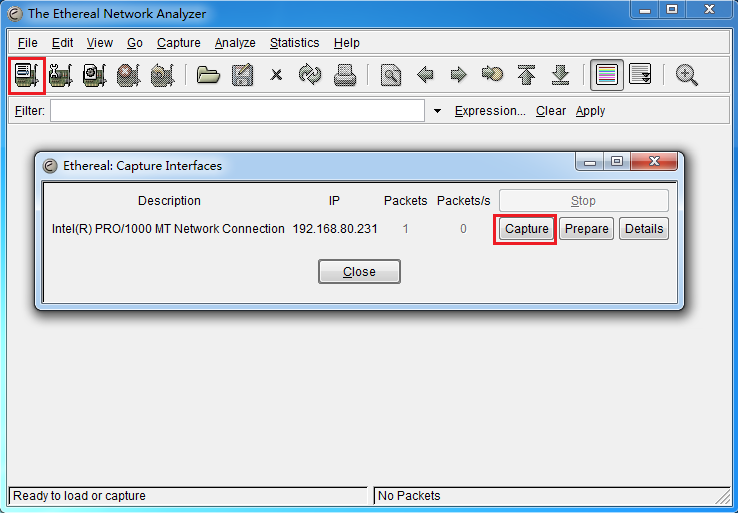 The Ethereal Network Analyzer
File Edit View Go Capture Analyze Statistics Help
Filter: Expression... Clear Apply
Ethereal: Capture Interfaces
Description IP Packets Packets/s Stop
Intel(R) PRO/1000 MT Network Connection 192.168.80.231 1 0 Capture Prepare Details
Close
Ready to load or capture No Packets